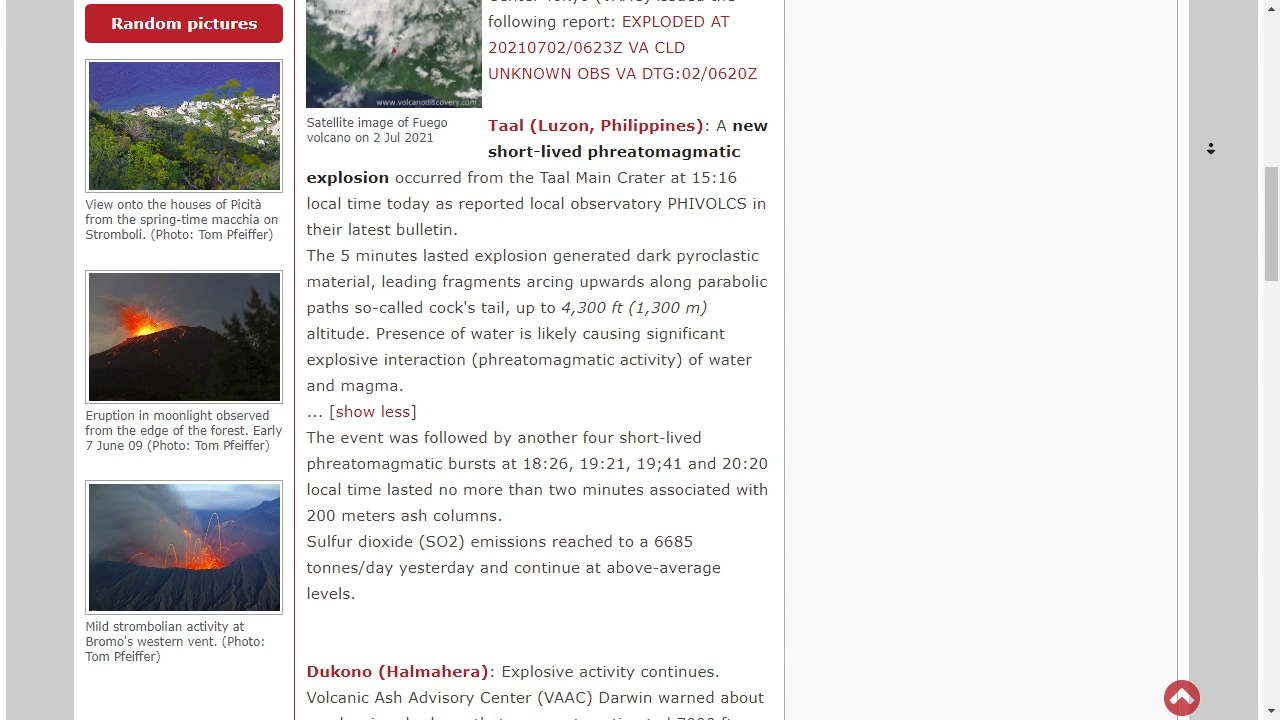 Random pictures
View onto the houses of Picità
from the spring-time macchia on
Stromboli. (Photo: Tom Pfeiffer)
Eruption in moonlight observed
from the edge of the forest. Early
7 June 09 (Photo: Tom Pfeiffer)
Mild strombolian activity at
Bromo's western vent. (Photo:
Tom Pfeiffer)
www.volcanodiscovery.com
Satellite image of Fuego
volcano on 2 Jul 2021
following report: EXPLODED AT
20210702/0623Z VA CLD
UNKNOWN OBS VA DTG:02/0620Z
Taal (Luzon, Philippines): A new
short-lived phreatomagmatic
explosion occurred from the Taal Main Crater at 15:16
local time today as reported local observatory PHIVOLCS in
their latest bulletin.
The 5 minutes lasted explosion generated dark pyroclastic
material, leading fragments arcing upwards along parabolic
paths so-called cock's tail, up to 4,300 ft (1,300 m)
altitude. Presence of water is likely causing significant
explosive interaction (phreatomagmatic activity) of water
and magma.
... [show less]
The event was followed by another four short-lived
phreatomagmatic bursts at 18:26, 19:21, 19;41 and 20:20
local time lasted no more than two minutes associated with
200 meters ash columns.
Sulfur dioxide (SO2) emissions reached to a 6685
tonnes/day yesterday and continue at above-average
levels.
Dukono (Halmahera): Explosive activity continues.
Volcanic Ash Advisory Center (VAAC) Darwin warned about